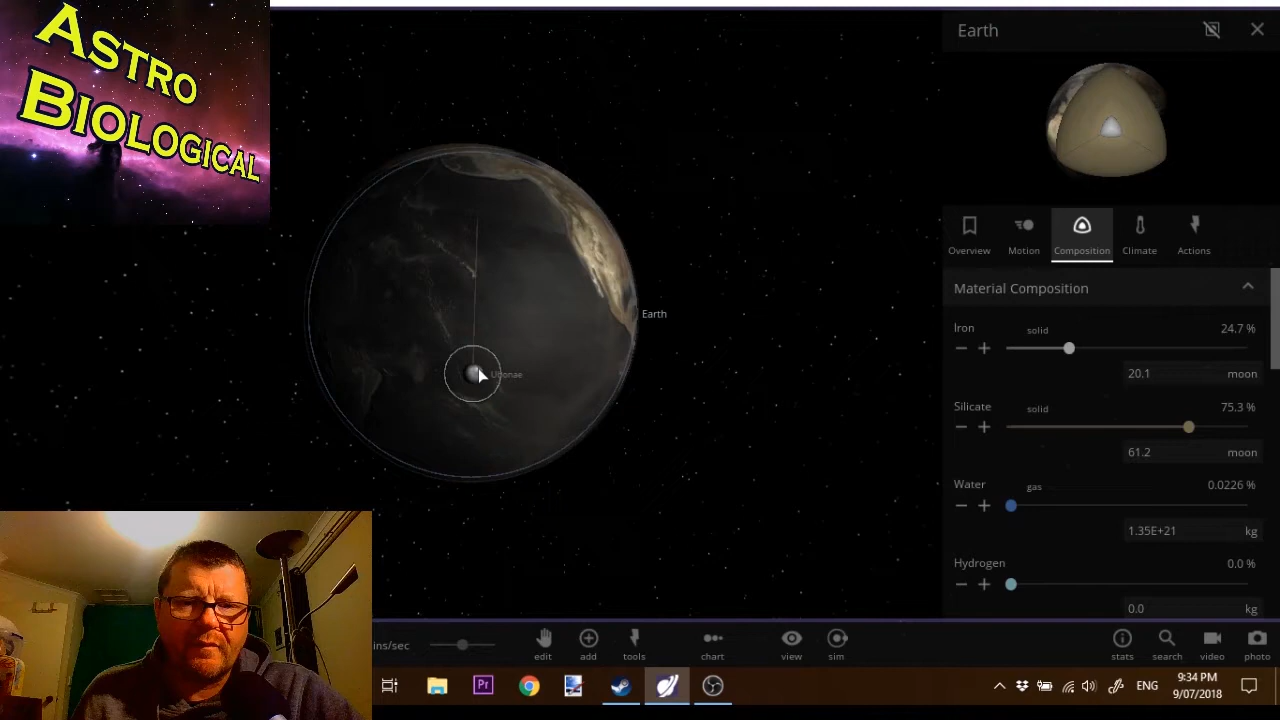 ASTRO
BIOLOGICAL
Earth
Earth
Overview
Motion
Composition
Climate
Actions
Material Composition
Iron
solid
24.7 %
20.1
moon
Silicate
solid
75.3 %
61.2
moon
Water
gas
0.0226 %
1.35E+21
kg
Hydrogen
0.0 %
0.0
kg
ins/sec
edit
add
tools
chart
view
sim
stats
search
video
photo
Pr
ENG
9:34 PM
9/07/2018